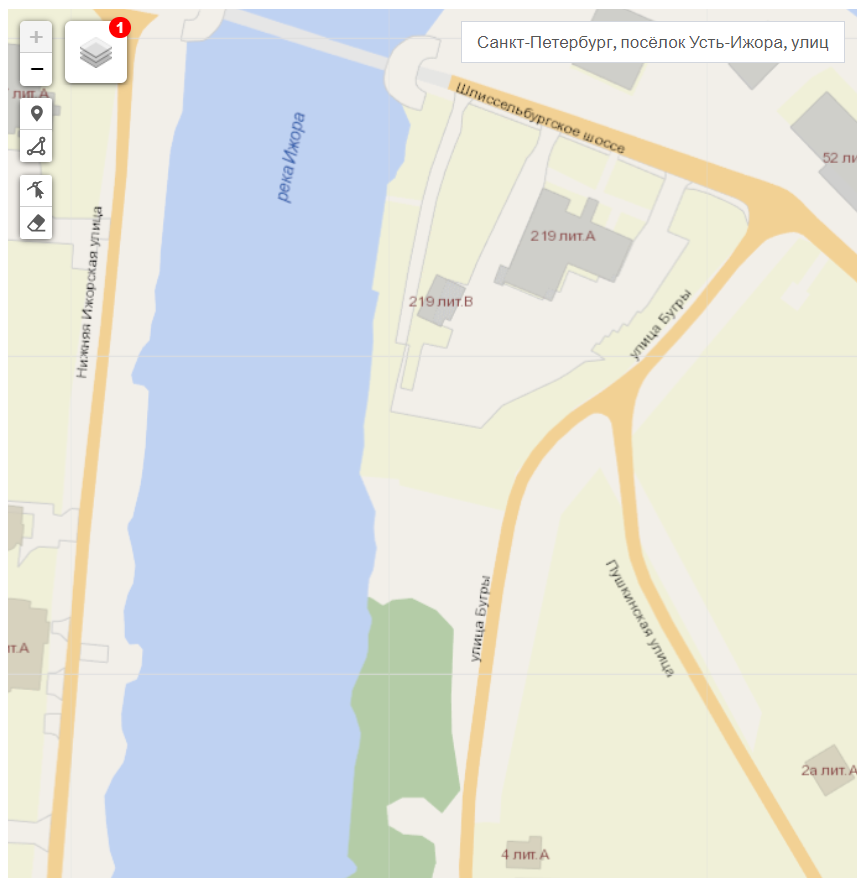 1
Санкт-Петербург, посёлок Усть-Ижора, улиц
лит.А
Шлиссельбургское шоссе
река Ижора
52 ли
219 лит.А
Нижняя Ижорская улица
219 лит.В
улица Бугры
улица Бугры
Пушкинская улица
лт.А
2а лит.А
4 лит.А